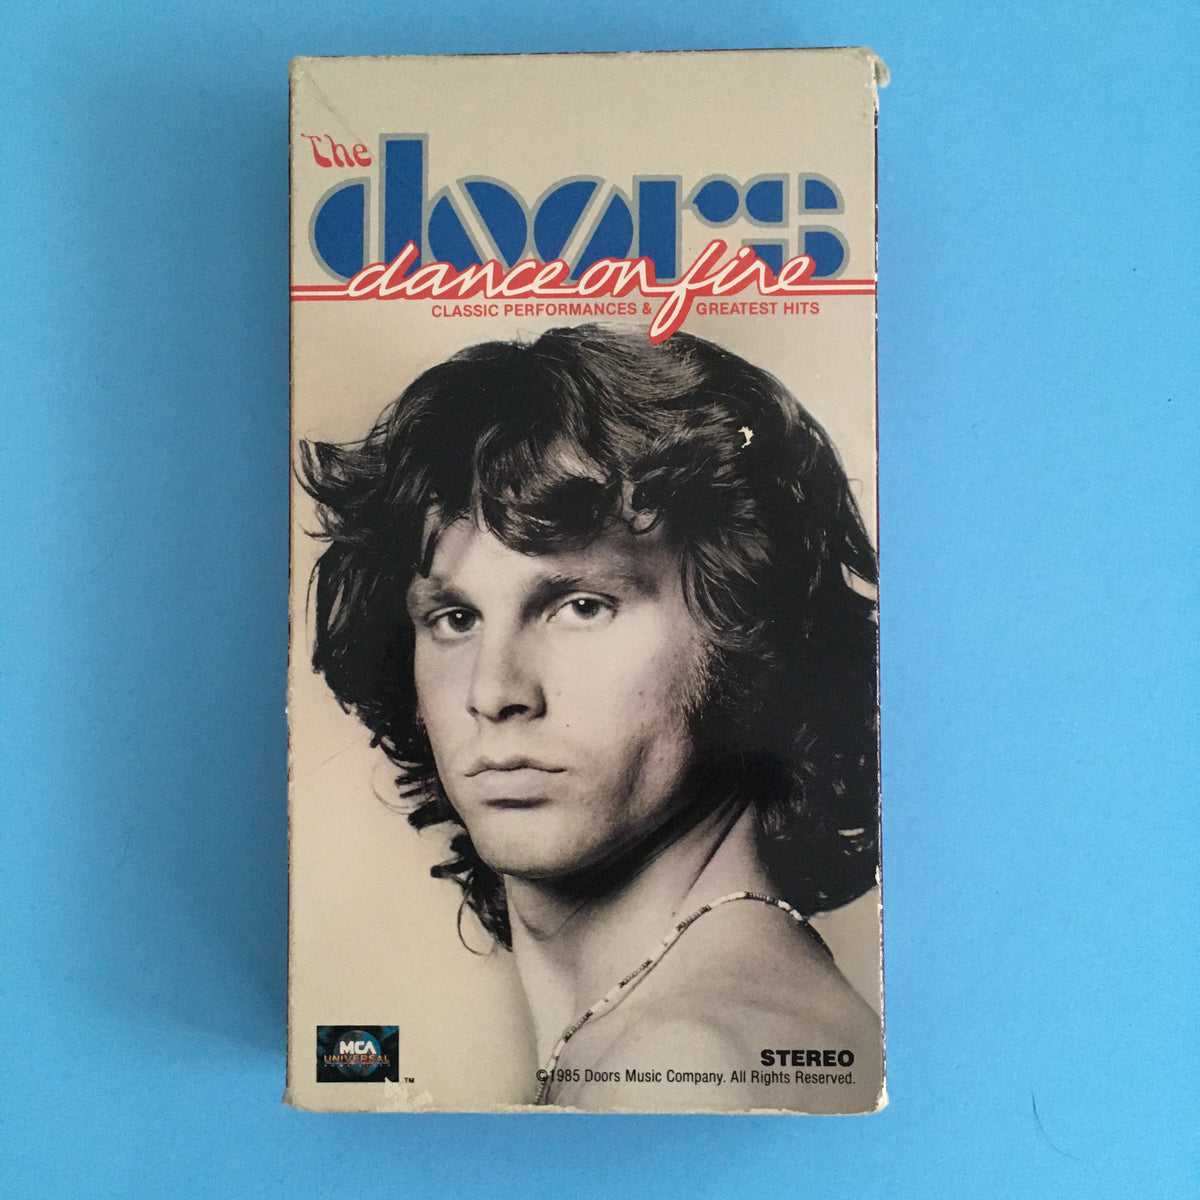 The
doors
dance on fire
CLASSIC PERFORMANCES & GREATEST HITS
MCA
UNIVERSAL
TM
STEREO
©1985 Doors Music Company. All Rights Reserved.